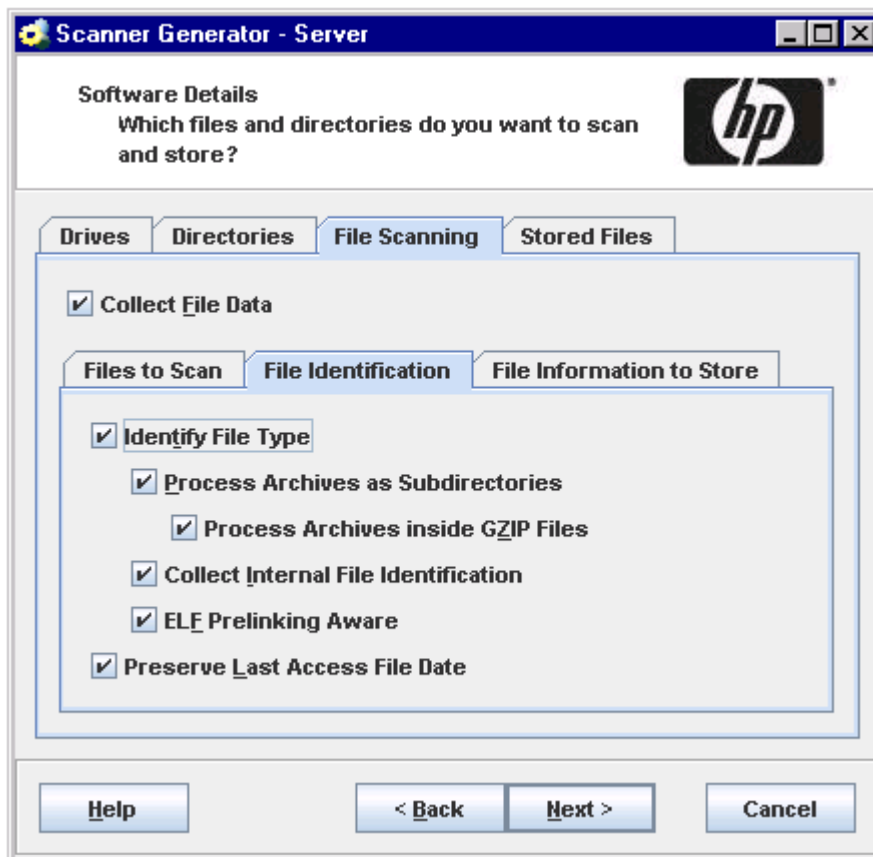 Scanner Generator - Server
Software Details
Which files and directories do you want to scan
and store?
hp
Drives
Directories
File Scanning
Stored Files
Collect File Data
Files to Scan
File Identification
File Information to Store
Identify File Type
Process Archives as Subdirectories
Process Archives inside GZIP Files
Collect Internal File Identification
ELF Prelinking Aware
Preserve Last Access File Date
Help
< Back
Next >
Cancel